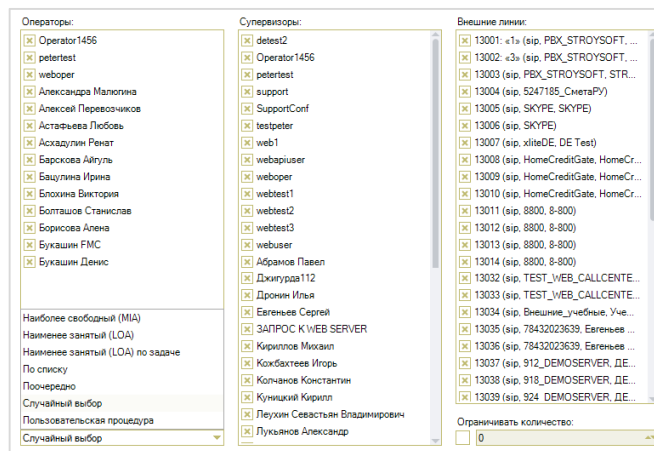 Операторы:
Operator1456
petertest
weboper
Александра Малюгина
Алексей Перевозчиков
Астафьева Любовь
Асхадулин Ренат
Барскова Айгуль
Бацулина Ирина
Блохина Виктория
Болташов Станислав
Борисова Алена
Букашин FMC
Букашин Денис
Наиболее свободный (MIA)
Наименее занятый (LOA)
Наименее занятый (LOA) по задаче
По списку
Поочередно
Случайный выбор
Пользовательская процедура
Случайный выбор
Супервизоры:
detest2
Operator1456
petertest
support
SupportConf
testpeter
web1
webapiuser
weboper
webtest1
webtest2
webtest3
webuser
Абрамов Павел
Джигурда112
Дронин Илья
Евгеньев Сергей
ЗАПРОС К WEB SERVER
Кириллов Михаил
Кожбахтеев Игорь
Колчанов Константин
Куницкий Кирилл
Леухин Севастьян Владимирович
Лукьянов Александр
Внешние линии:
13001: «1» (sip, PBX_STROYSOFT, ...
13002: «3» (sip, PBX_STROYSOFT, ...
13003 (sip, PBX_STROYSOFT, STR...
13004 (sip, 5247185_СметаРУ)
13005 (sip, SKYPE, SKYPE)
13006 (sip, SKYPE)
13007 (sip, xliteDE, DE Test)
13008 (sip, HomeCreditGate, HomeCr...
13009 (sip, HomeCreditGate, HomeCr...
13010 (sip, HomeCreditGate, HomeCr...
13011 (sip, 8800, 8-800)
13012 (sip, 8800, 8-800)
13013 (sip, 8800, 8-800)
13014 (sip, 8800, 8-800)
13032 (sip, TEST_WEB_CALLCENTE...
13033 (sip, TEST_WEB_CALLCENTE...
13034 (sip, Внешние_учебные, Уче...
13035 (sip, 78432023639, Евгеньев ...
13036 (sip, 78432023639, Евгеньев ...
13037 (sip, 912_DEMOSERVER, ДЕ...
13038 (sip, 918_DEMOSERVER, ДЕ...
13039 (sip, 924_DEMOSERVER, ДЕ...
Ограничивать количество:
0